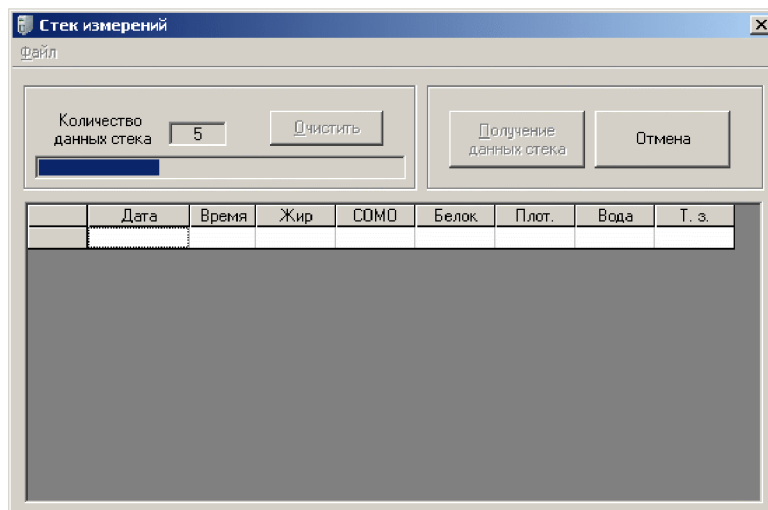 Стек измерений
Файл
Количество
данных стека
5
Очистить
Получение
данных стека
Отмена
Дата Время Жир СОМО Белок Плот. Вода Т. з.